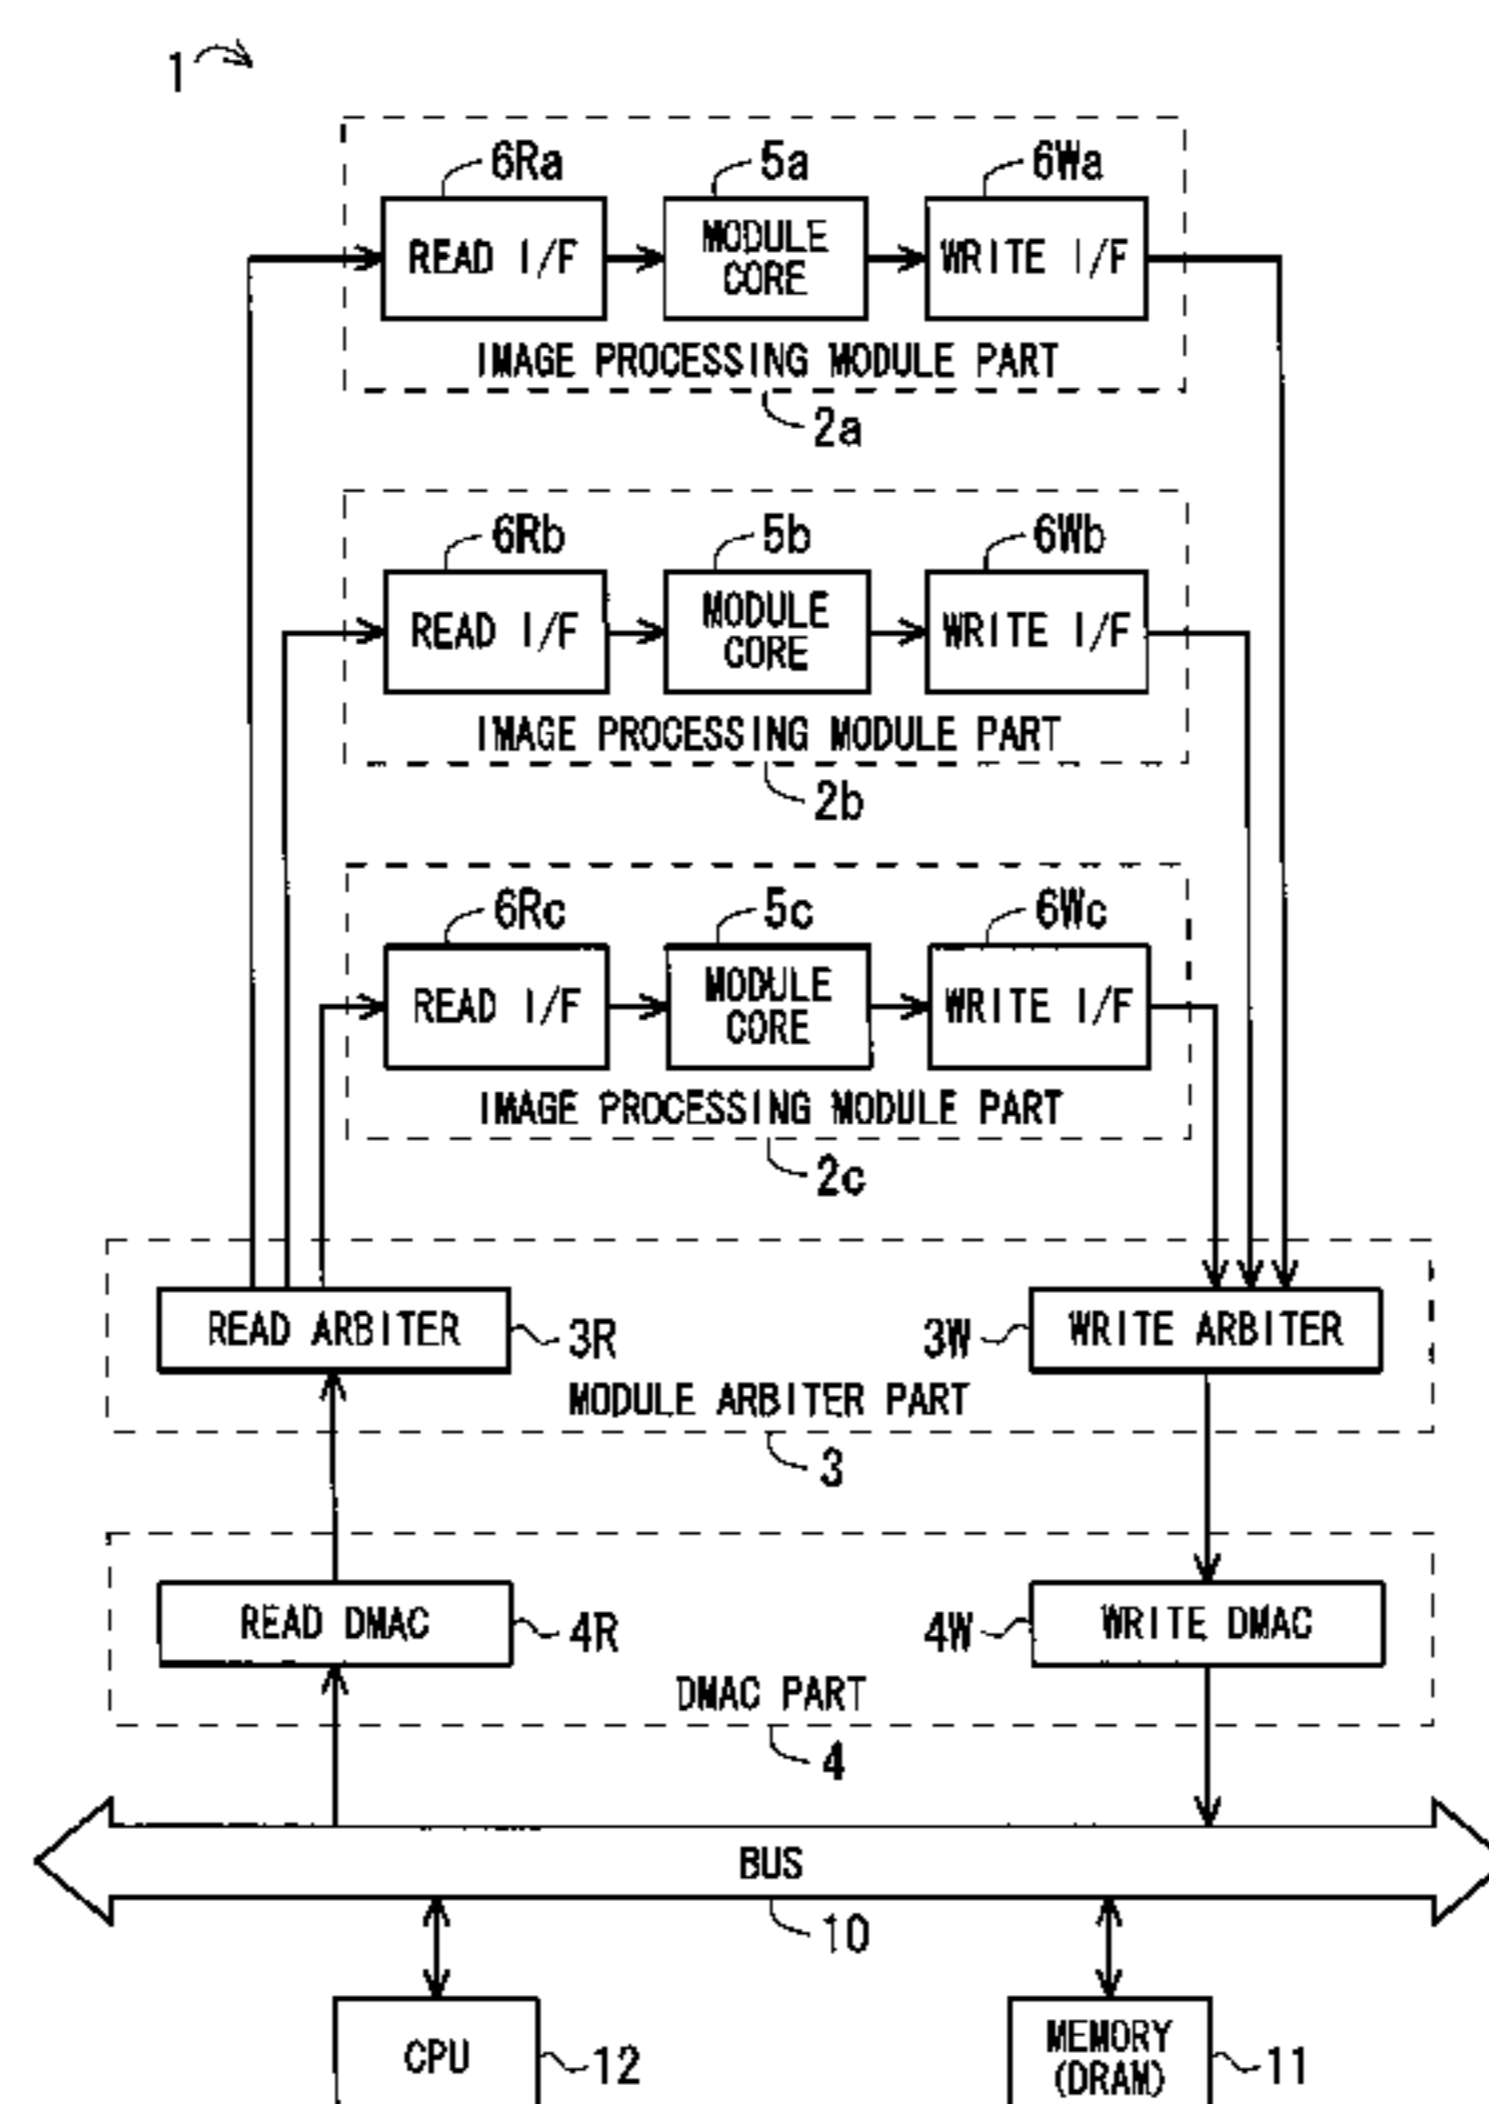 1
6Ra 5a 6Wa
READ I/F MODULE CORE WRITE I/F
IMAGE PROCESSING MODULE PART
2a
6Rb 5b 6Wb
READ I/F MODULE CORE WRITE I/F
IMAGE PROCESSING MODULE PART
2b
6Rc 5c 6Wc
READ I/F MODULE CORE WRITE I/F
IMAGE PROCESSING MODULE PART
2c
READ ARBITER 3R 3W WRITE ARBITER
MODULE ARBITER PART
3
READ DMAC 4R 4W WRITE DMAC
DMAC PART
4
BUS
10
CPU 12 MEMORY (DRAM) 11